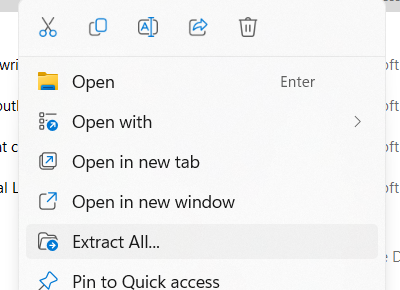 Open Enter
Open with
Open in new tab
Open in new window
Extract All...
Pin to Quick access